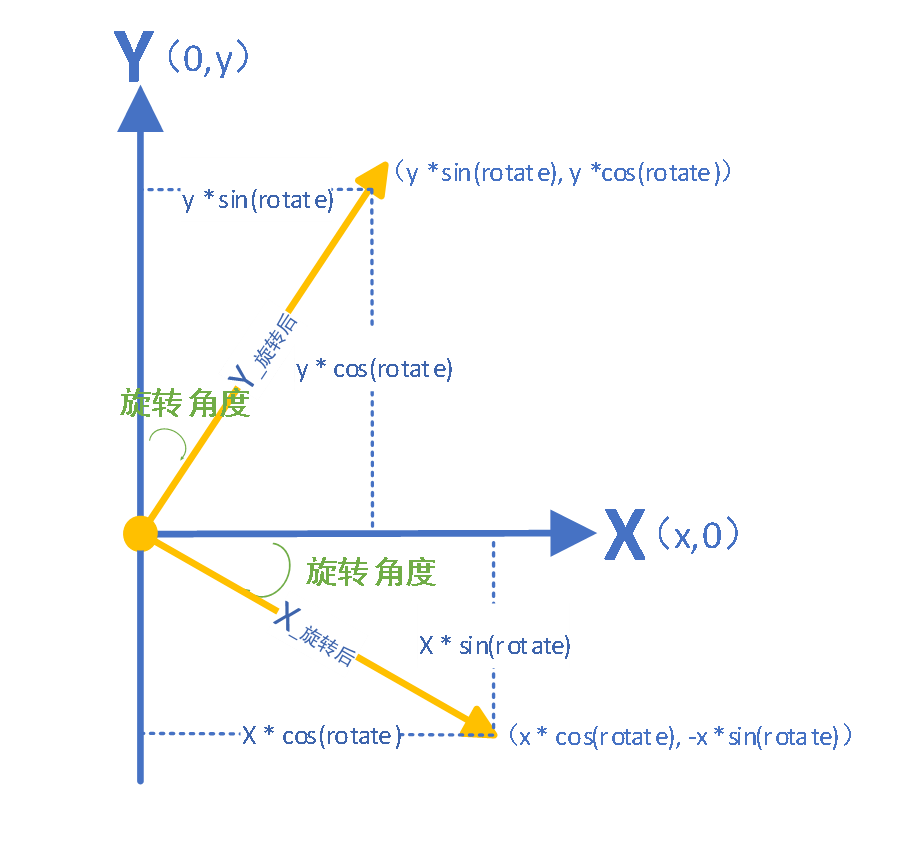 Y（0,y）
（y *sin(rotate), y *cos(rotate)）
y *sin(rotate)
Y_旋转后
y * cos(rotate)
旋转角度
X（x,0）
旋转角度
X_旋转后
X * sin(rotate)
X * cos(rotate)
（x* cos(rotate), -x*sin(rotate)）